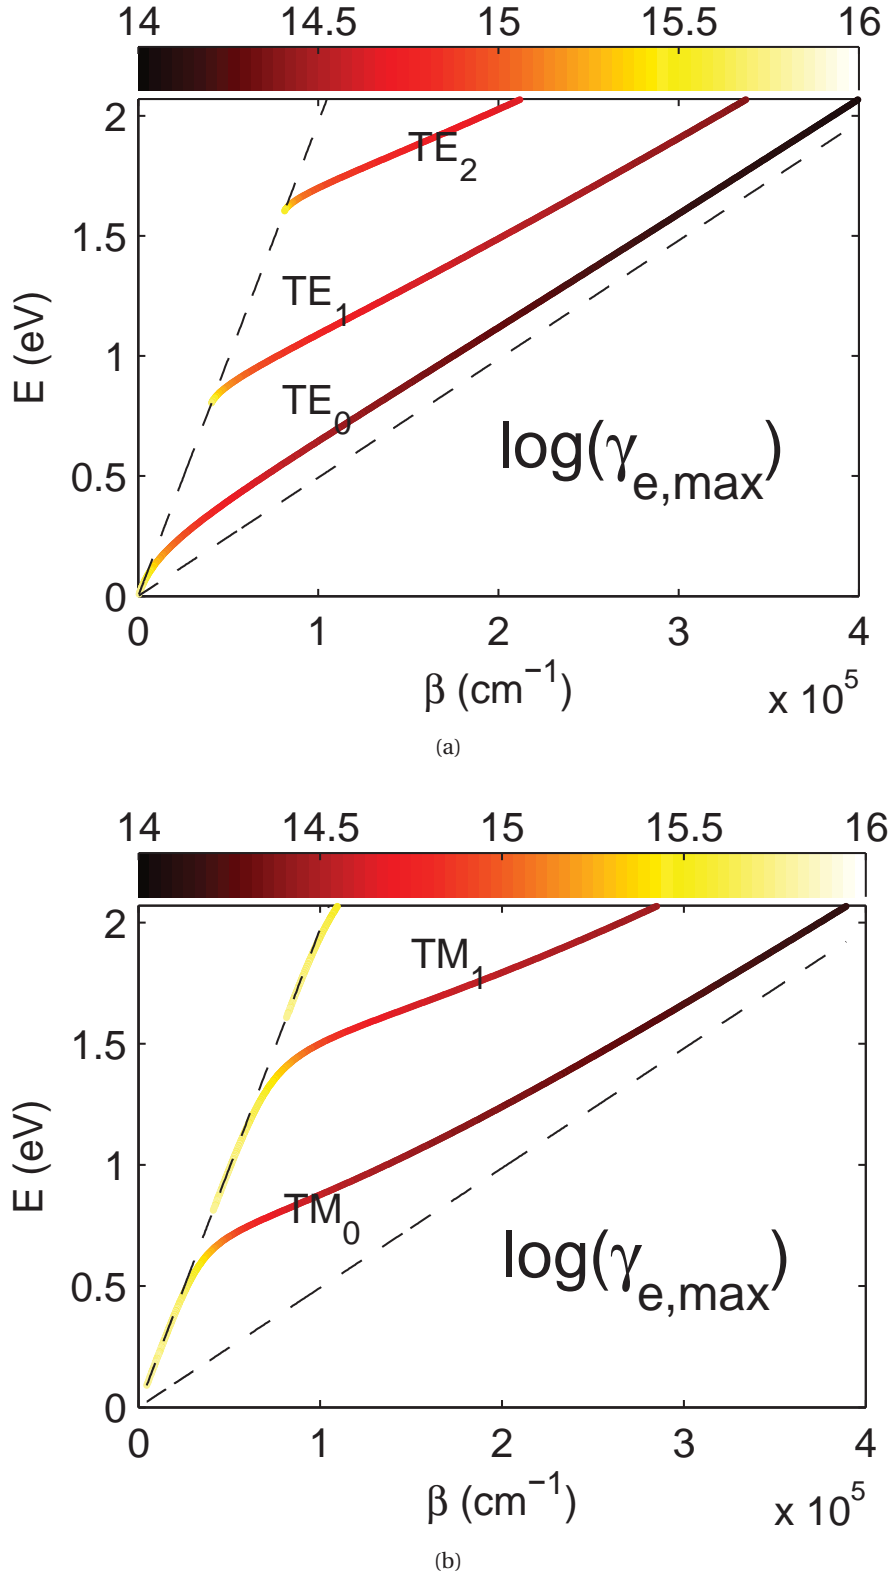 14 14.5 15 15.5 16
2
TE2
1.5
TE1
E (eV)
1
TE0
log(γe,max)
0.5
0
0 1 2 3 4
β (cm−1)
x 10^5
(a)
14 14.5 15 15.5 16
2
TM1
1.5
E (eV)
1
TM0
log(γe,max)
0.5
0
0 1 2 3 4
β (cm−1)
x 10^5
(b)